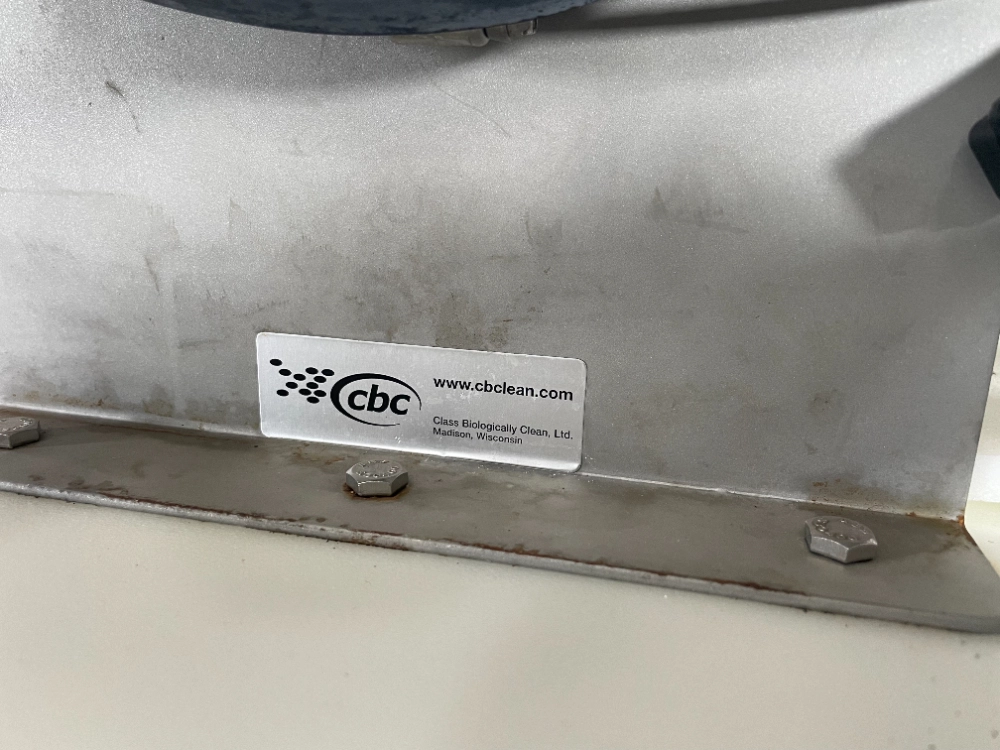 cbc
www.cbclean.com
Class Biologically Clean, Ltd.
Madison, Wisconsin